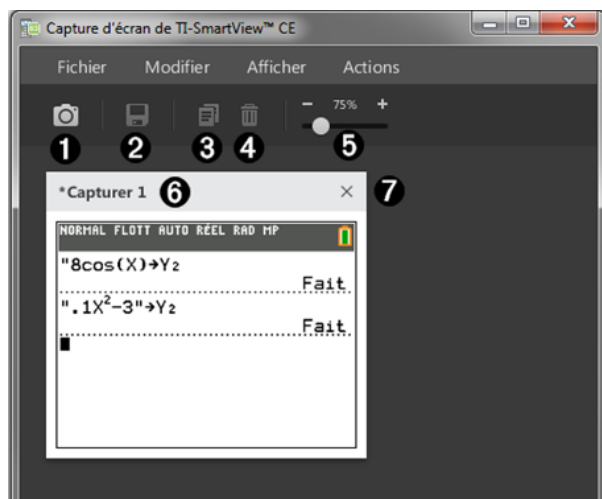 Capture d'écran de TI-SmartView™ CE
Fichier Modifier Afficher Actions
− 75% +
1 2 3 4 5
*Capturer 1 6 × 7
NORMAL FLOTT AUTO RÉEL RAD MP
"8cos(X)→Y₂
Fait
".1X²-3"→Y₂
Fait